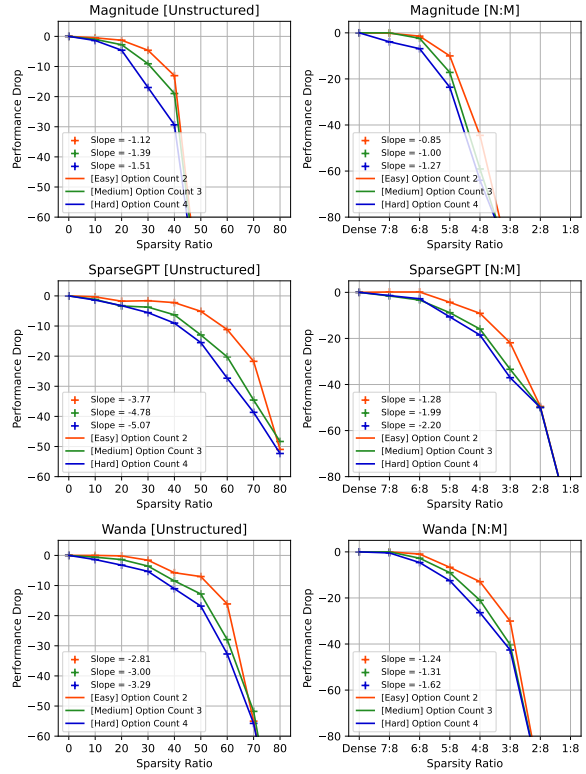 Magnitude [Unstructured]
0
−10
−20
−30
−40
−50
−60
Performance Drop
Slope = -1.12
Slope = -1.39
Slope = -1.51
[Easy] Option Count 2
[Medium] Option Count 3
[Hard] Option Count 4
0 10 20 30 40 50 60 70 80
Sparsity Ratio
Magnitude [N:M]
0
−20
−40
−60
−80
Performance Drop
Slope = -0.85
Slope = -1.00
Slope = -1.27
[Easy] Option Count 2
[Medium] Option Count 3
[Hard] Option Count 4
Dense 7:8 6:8 5:8 4:8 3:8 2:8 1:8
Sparsity Ratio
SparseGPT [Unstructured]
0
−10
−20
−30
−40
−50
−60
Performance Drop
Slope = -3.77
Slope = -4.78
Slope = -5.07
[Easy] Option Count 2
[Medium] Option Count 3
[Hard] Option Count 4
0 10 20 30 40 50 60 70 80
Sparsity Ratio
SparseGPT [N:M]
0
−20
−40
−60
−80
Performance Drop
Slope = -1.28
Slope = -1.99
Slope = -2.20
[Easy] Option Count 2
[Medium] Option Count 3
[Hard] Option Count 4
Dense 7:8 6:8 5:8 4:8 3:8 2:8 1:8
Sparsity Ratio
Wanda [Unstructured]
0
−10
−20
−30
−40
−50
−60
Performance Drop
Slope = -2.81
Slope = -3.00
Slope = -3.29
[Easy] Option Count 2
[Medium] Option Count 3
[Hard] Option Count 4
0 10 20 30 40 50 60 70 80
Sparsity Ratio
Wanda [N:M]
0
−20
−40
−60
−80
Performance Drop
Slope = -1.24
Slope = -1.31
Slope = -1.62
[Easy] Option Count 2
[Medium] Option Count 3
[Hard] Option Count 4
Dense 7:8 6:8 5:8 4:8 3:8 2:8 1:8
Sparsity Ratio